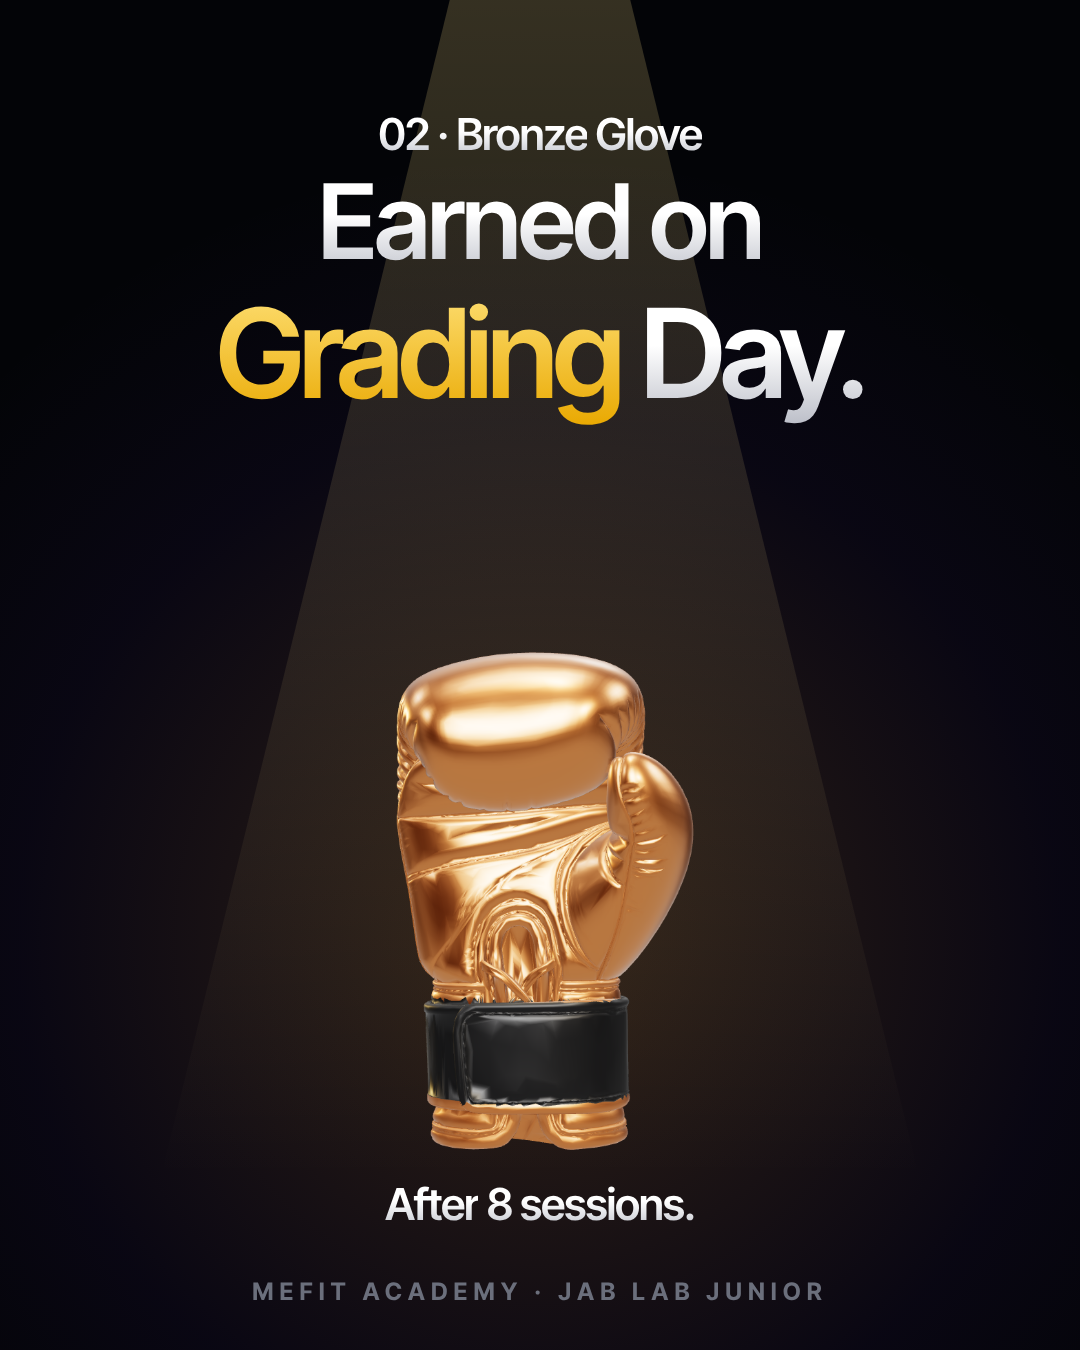 02 · Bronze Glove
Earned on
Grading Day.
After 8 sessions.
MEFIT ACADEMY · JAB LAB JUNIOR